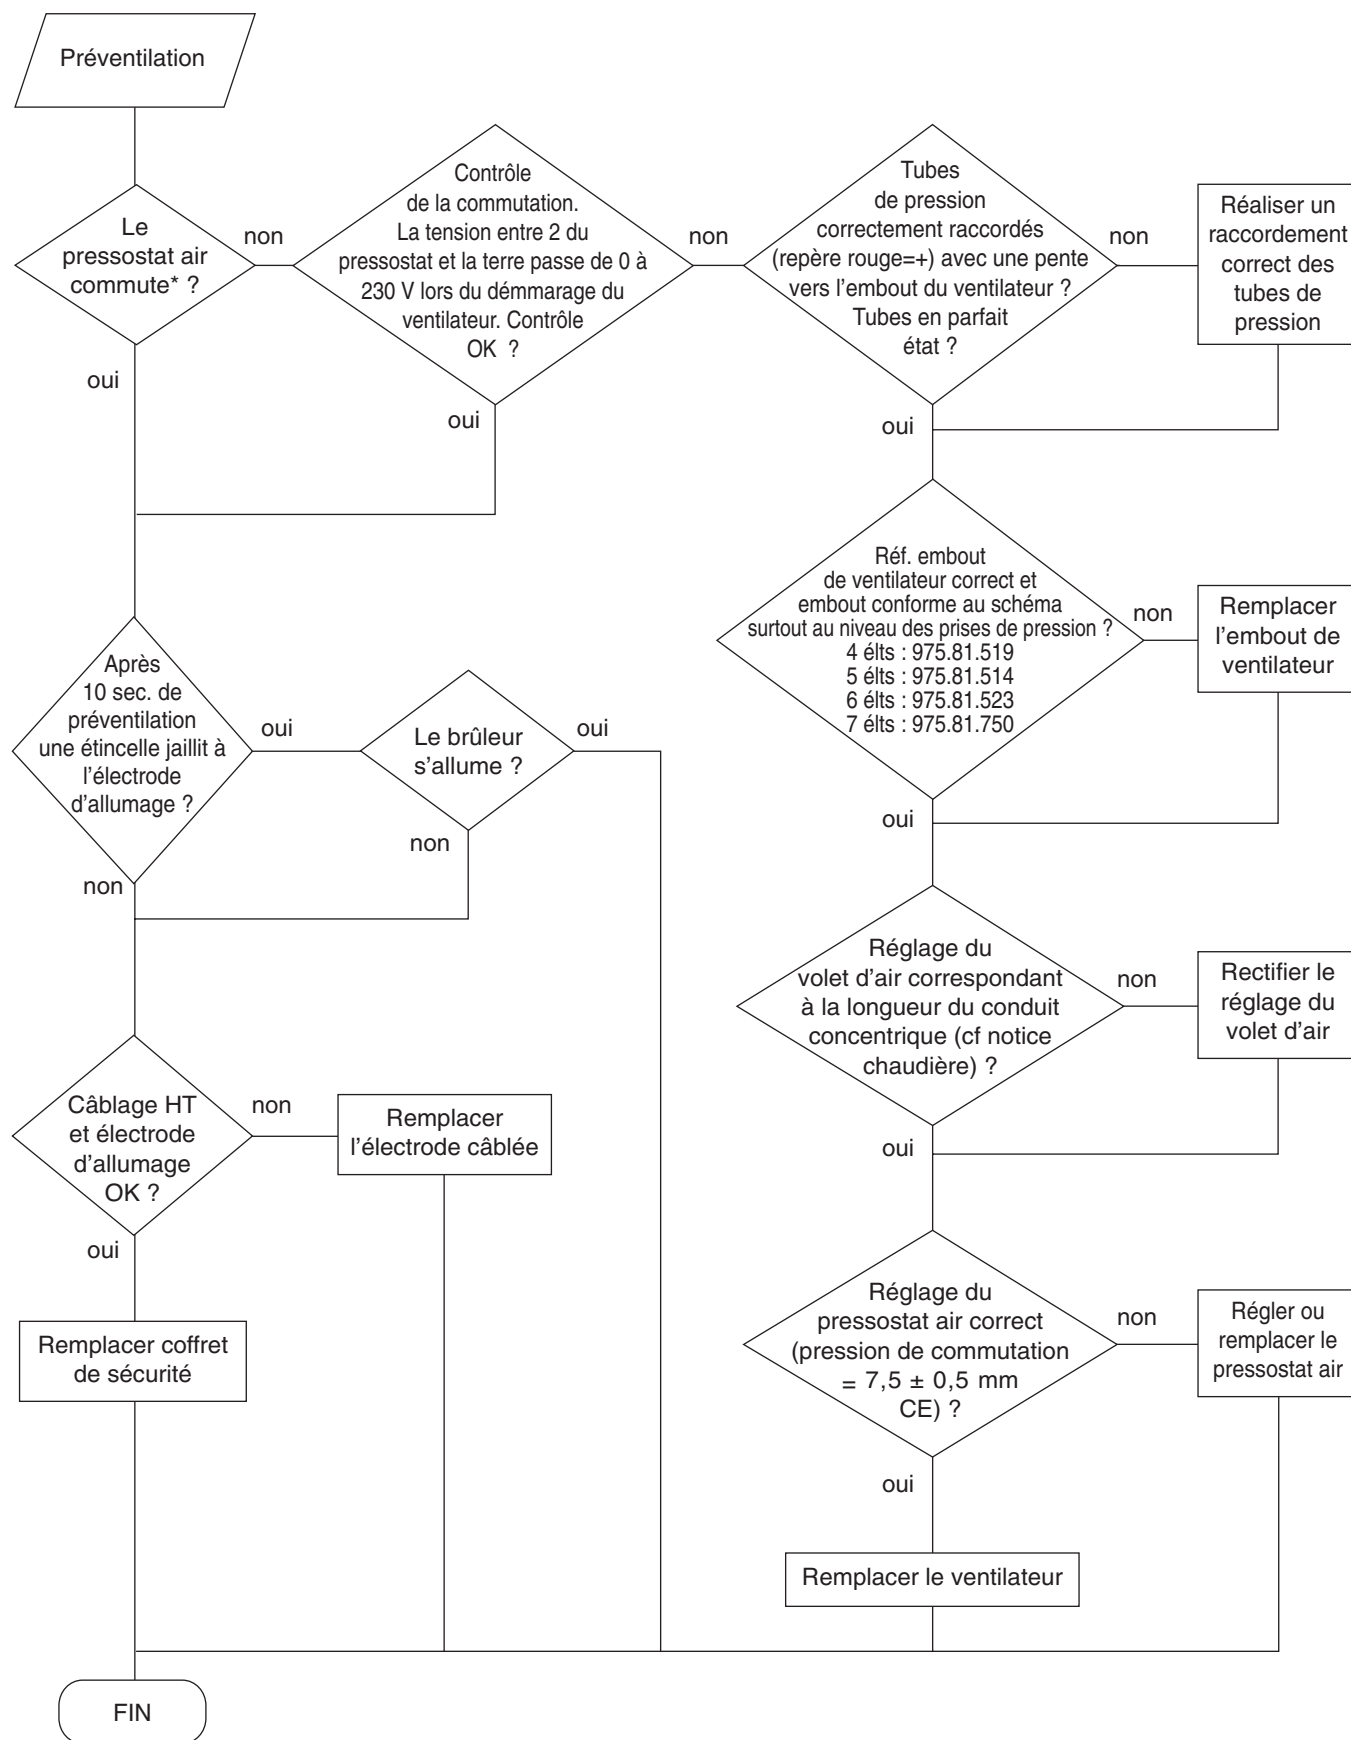 Préventilation
Le
pressostat air
commute* ?
non
oui
Contrôle
de la commutation.
La tension entre 2 du
pressostat et la terre passe de 0 à
230 V lors du démmarage du
ventilateur. Contrôle
OK ?
non
oui
Tubes
de pression
correctement raccordés
(repère rouge=+) avec une pente
vers l'embout du ventilateur ?
Tubes en parfait
état ?
non
oui
Réaliser un
raccordement
correct des
tubes de
pression
Réf. embout
de ventilateur correct et
embout conforme au schéma
surtout au niveau des prises de pression ?
4 élts : 975.81.519
5 élts : 975.81.514
6 élts : 975.81.523
7 élts : 975.81.750
non
oui
Remplacer
l'embout de
ventilateur
Après
10 sec. de
préventilation
une étincelle jaillit à
l'électrode
d'allumage ?
oui
non
Le brûleur
s'allume ?
oui
non
Réglage du
volet d'air correspondant
à la longueur du conduit
concentrique (cf notice
chaudière) ?
non
oui
Rectifier le
réglage du
volet d'air
Câblage HT
et électrode
d'allumage
OK ?
non
oui
Remplacer
l'électrode câblée
Remplacer coffret
de sécurité
Réglage du
pressostat air correct
(pression de commutation
= 7,5 ± 0,5 mm
CE) ?
non
oui
Régler ou
remplacer le
pressostat air
Remplacer le ventilateur
FIN